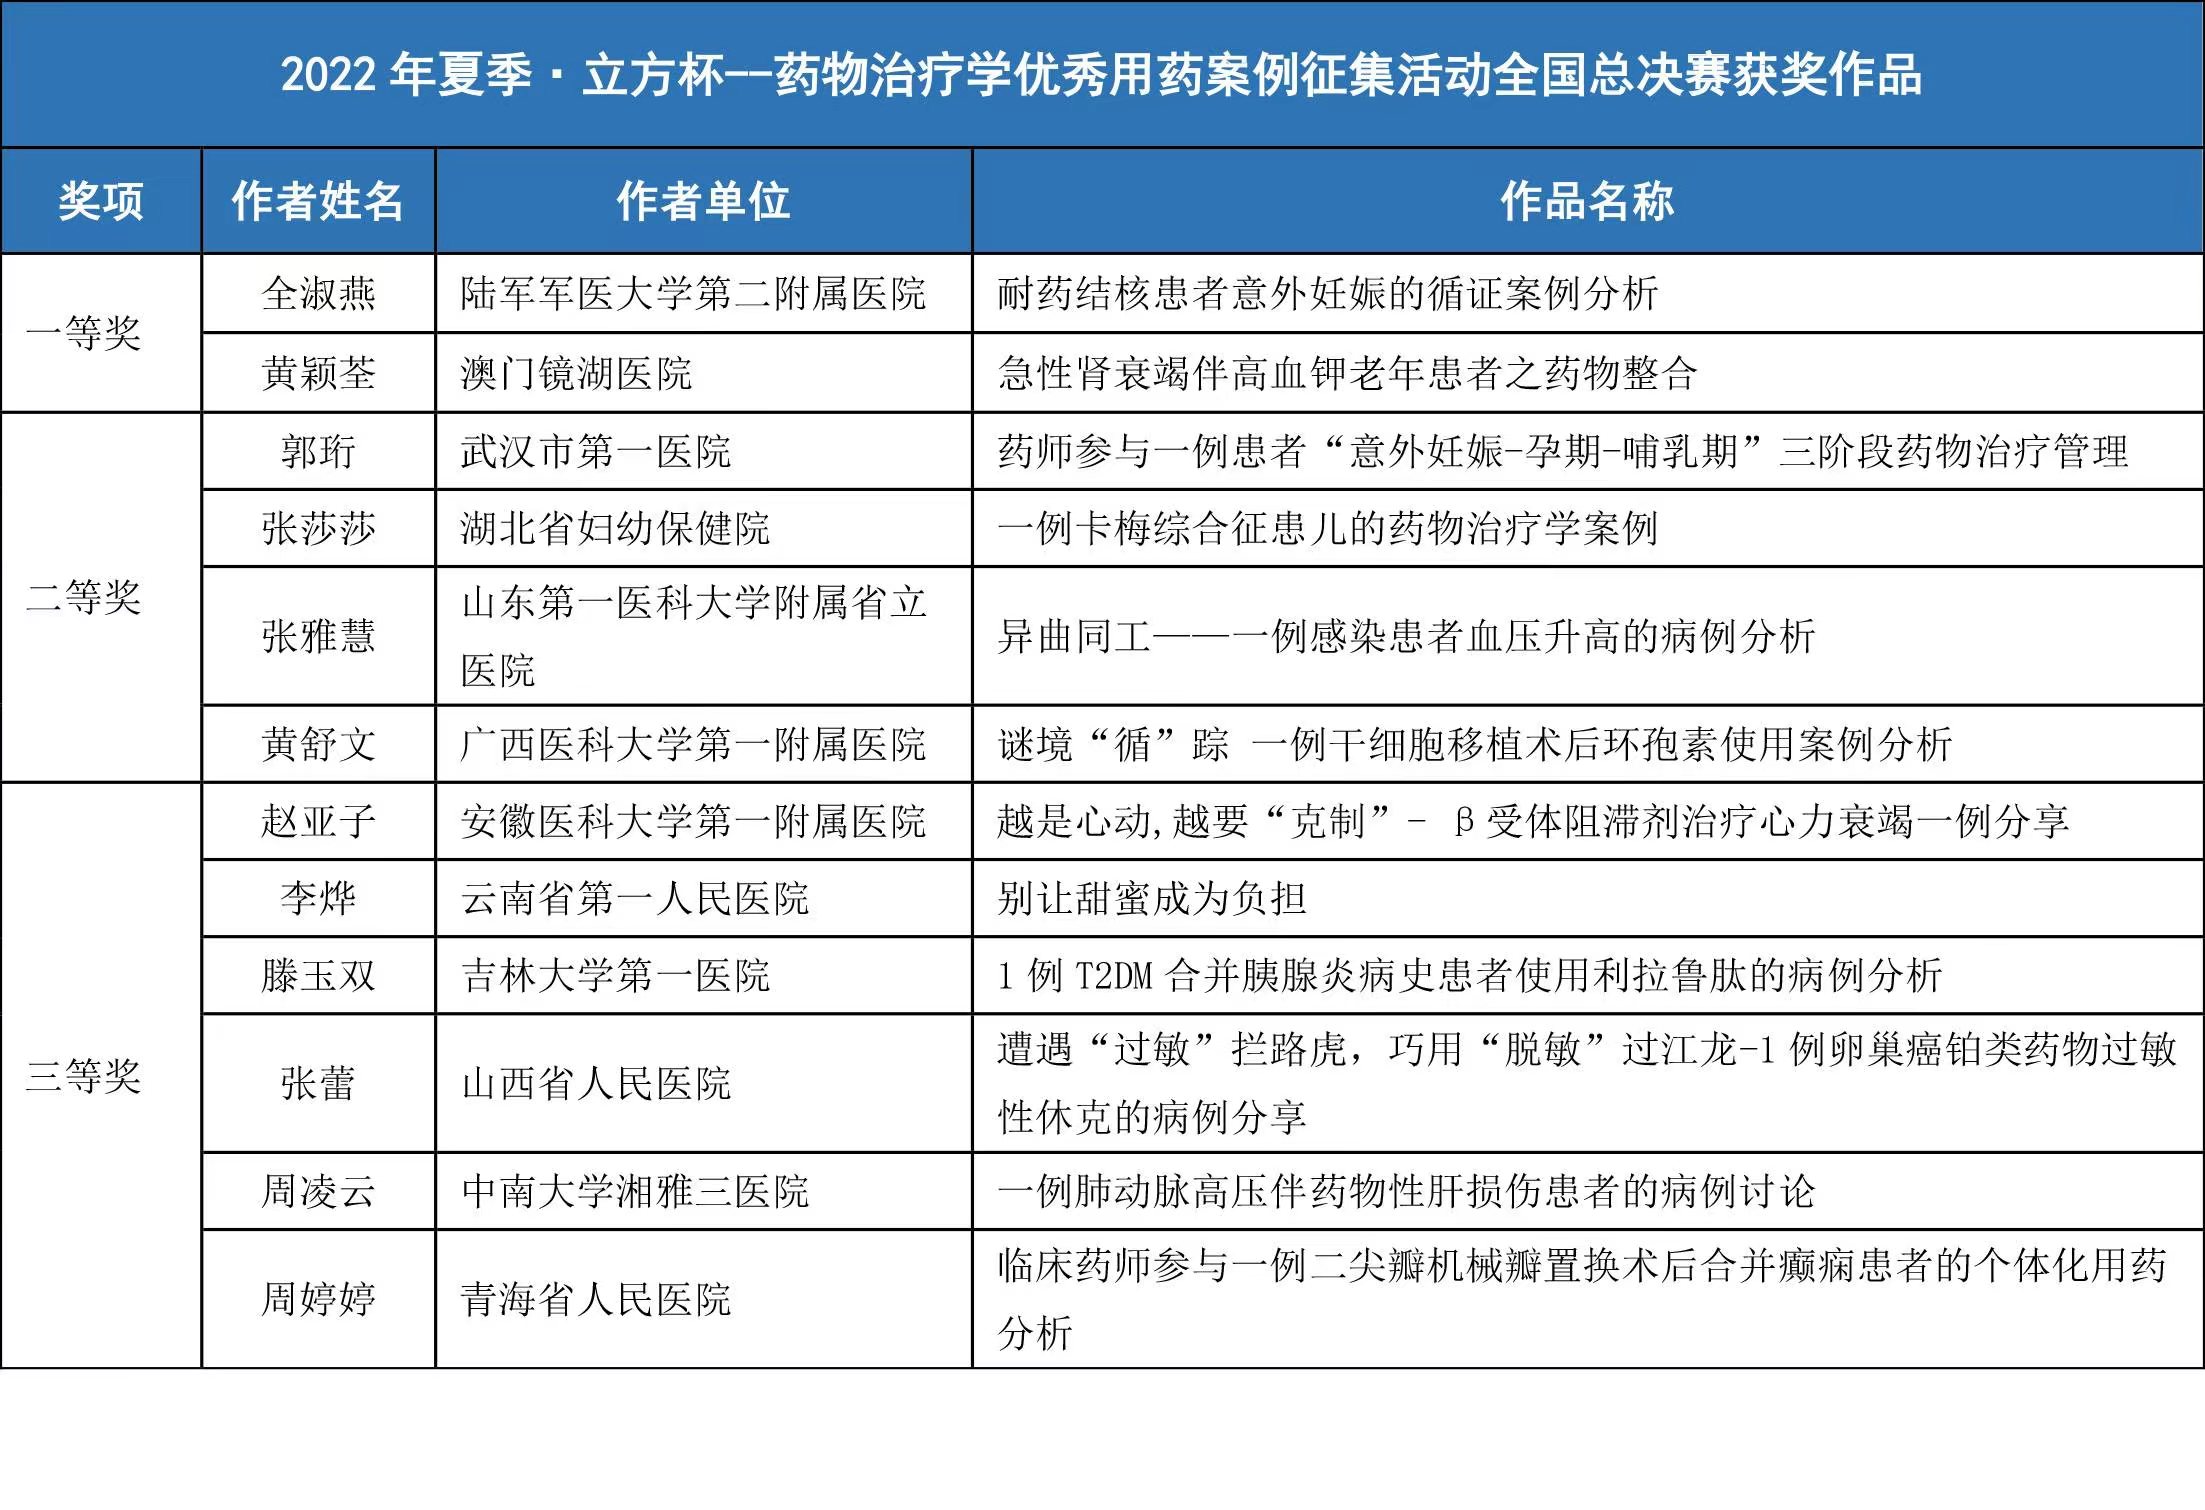 2022年夏季·立方杯--药物治疗学优秀用药案例征集活动全国总决赛获奖作品
奖项 作者姓名 作者单位 作品名称
一等奖
全淑燕 陆军军医大学第二附属医院 耐药结核患者意外妊娠的循证案例分析
黄颖荃 澳门镜湖医院 急性肾衰竭伴高血钾老年患者之药物整合
二等奖
郭珩 武汉市第一医院 药师参与一例患者“意外妊娠-孕期-哺乳期”三阶段药物治疗管理
张莎莎 湖北省妇幼保健院 一例卡梅综合征患儿的药物治疗学案例
张雅慧
山东第一医科大学附属省立
医院
异曲同工——一例感染患者血压升高的病例分析
黄舒文 广西医科大学第一附属医院 谜境“循”踪 一例干细胞移植术后环孢素使用案例分析
三等奖
赵亚子 安徽医科大学第一附属医院 越是心动,越要“克制”- β受体阻滞剂治疗心力衰竭一例分享
李烨 云南省第一人民医院 别让甜蜜成为负担
滕玉双 吉林大学第一医院 1例T2DM合并胰腺炎病史患者使用利拉鲁肽的病例分析
张蕾 山西省人民医院
遭遇“过敏”拦路虎，巧用“脱敏”过江龙-1例卵巢癌铂类药物过敏
性休克的病例分享
周凌云 中南大学湘雅三医院 一例肺动脉高压伴药物性肝损伤患者的病例讨论
周婷婷 青海省人民医院
临床药师参与一例二尖瓣机械瓣置换术后合并癫痫患者的个体化用药
分析